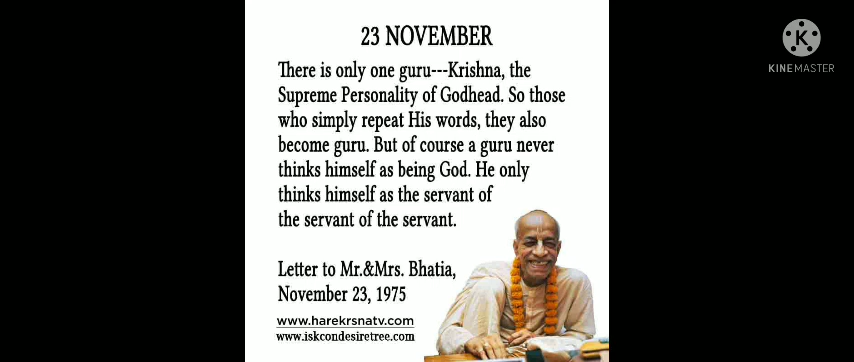 23 NOVEMBER
There is only one guru---Krishna, the
Supreme Personality of Godhead. So those
who simply repeat His words, they also
become guru. But of course a guru never
thinks himself as being God. He only
thinks himself as the servant of
the servant of the servant.
Letter to Mr.&Mrs. Bhatia,
November 23, 1975
www.harekrsnatv.com
www.iskcondesiretree.com
K
KINEMASTER